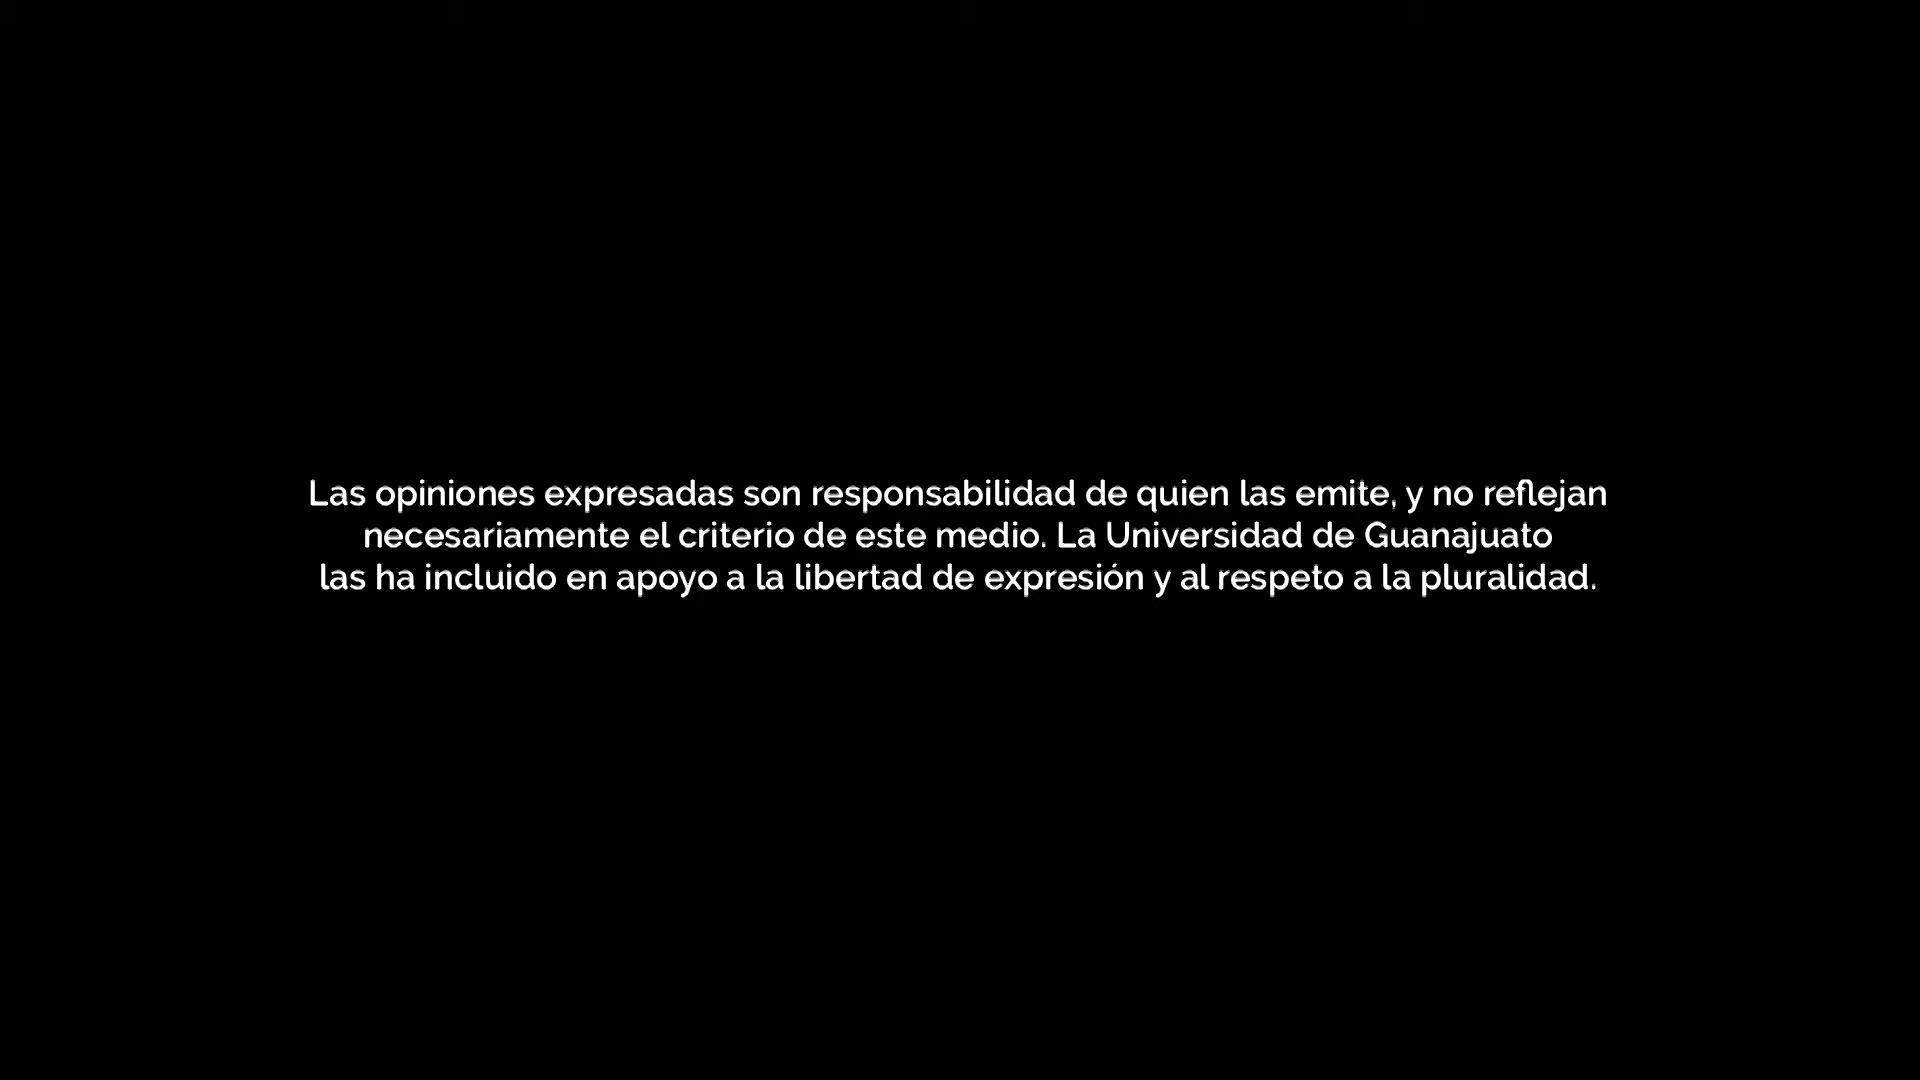 Las opiniones expresadas son responsabilidad de quien las emite, y no reflejan
necesariamente el criterio de este medio. La Universidad de Guanajuato
las ha incluido en apoyo a la libertad de expresión y al respeto a la pluralidad.